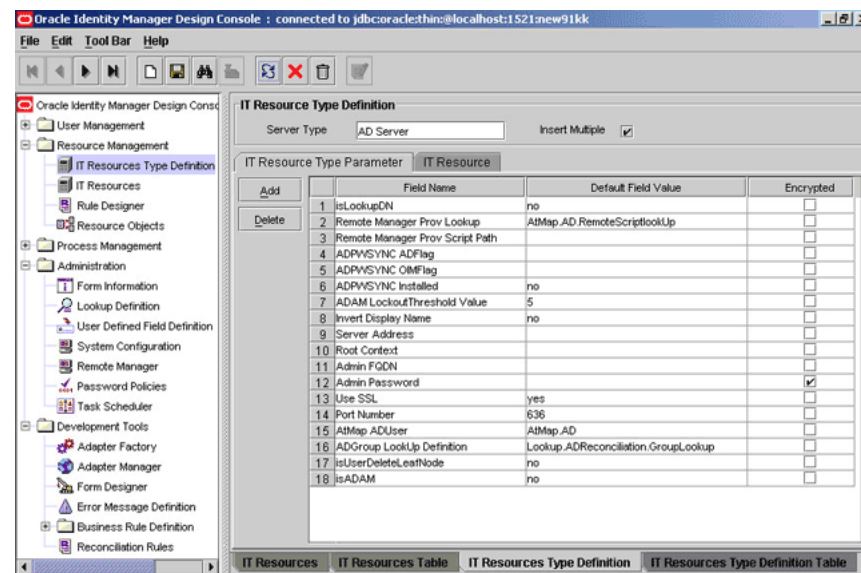 Oracle Identity Manager Design Console : connected to jdbc:oracle:thin:@localhost:1521:new91kk
File Edit Tool Bar Help
Oracle Identity Manager Design Conso
User Management
Resource Management
IT Resources Type Definition
IT Resources
Rule Designer
Resource Objects
Process Management
Administration
Form Information
Lookup Definition
User Defined Field Definition
System Configuration
Remote Manager
Password Policies
Task Scheduler
Development Tools
Adapter Factory
Adapter Manager
Form Designer
Error Message Definition
Business Rule Definition
Reconciliation Rules
IT Resource Type Definition
Server Type AD Server Insert Multiple
IT Resource Type Parameter IT Resource
Add
Delete
Field Name Default Field Value Encrypted
1 isLookupDN no
2 Remote Manager Prov Lookup AtMap.AD.RemoteScriptlookUp
3 Remote Manager Prov Script Path
4 ADPWSYNC ADFlag
5 ADPWSYNC OIMFlag
6 ADPWSYNC Installed no
7 ADAM LockoutThreshold Value 5
8 Invert Display Name no
9 Server Address
10 Root Context
11 Admin FQDN
12 Admin Password
13 Use SSL yes
14 Port Number 636
15 AtMap ADUser AtMap.AD
16 ADGroup LookUp Definition Lookup.ADReconciliation.GroupLookup
17 isUserDeleteLeafNode no
18 isADAM no
IT Resources IT Resources Table IT Resources Type Definition IT Resources Type Definition Table